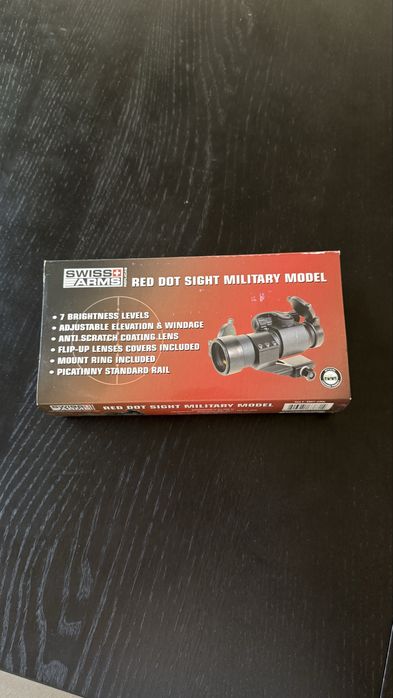 SWISS ARMS
RED DOT SIGHT MILITARY MODEL
• 7 BRIGHTNESS LEVELS
• ADJUSTABLE ELEVATION & WINDAGE
• ANTI SCRATCH COATING LENS
• FLIP-UP LENSES COVERS INCLUDED
• MOUNT RING INCLUDED
• PICATINNY STANDARD RAIL
RED DOT SIGHT MILITARY MODEL